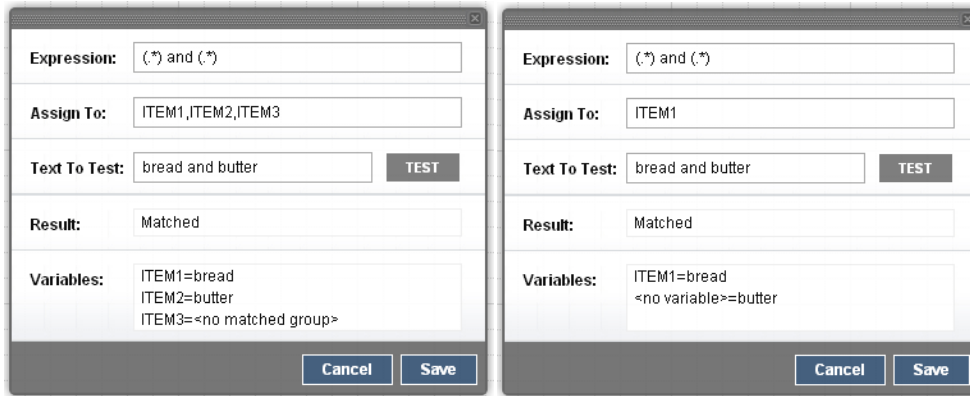 Expression: (.*) and (.*)
Assign To: ITEM1,ITEM2,ITEM3
Text To Test: bread and butter TEST
Result: Matched
Variables: ITEM1=bread
ITEM2=butter
ITEM3=<no matched group>
Cancel Save
Expression: (.*) and (.*)
Assign To: ITEM1
Text To Test: bread and butter TEST
Result: Matched
Variables: ITEM1=bread
<no variable>=butter
Cancel Save